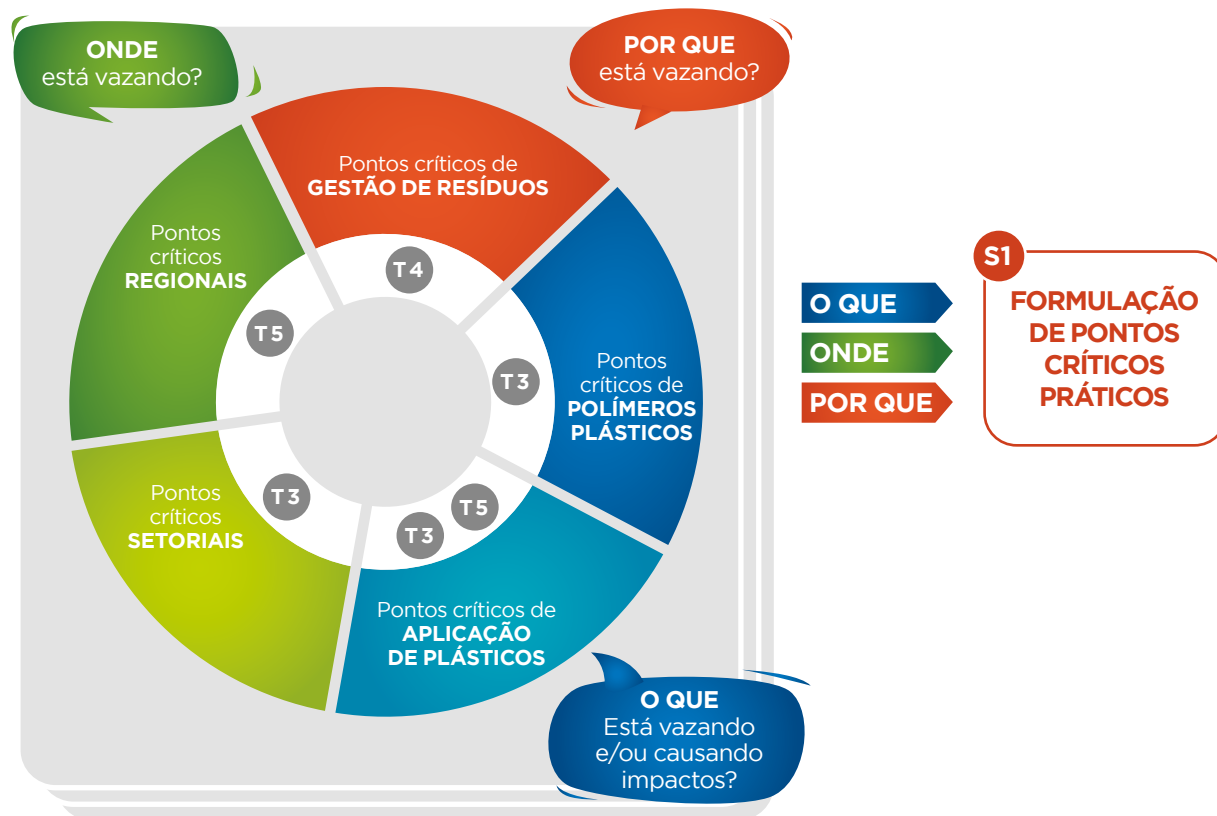 ONDE
está vazando?
POR QUE
está vazando?
Pontos críticos de
GESTÃO DE RESÍDUOS
T4
Pontos
críticos
REGIONAIS
T5
Pontos
críticos de
POLÍMEROS
PLÁSTICOS
T3
Pontos
críticos
SETORIAIS
T3
T5
T3
Pontos críticos de
APLICAÇÃO
DE PLÁSTICOS
O QUE
Está vazando
e/ou causando
impactos?
O QUE
ONDE
POR QUE
S1
FORMULAÇÃO
DE PONTOS
CRÍTICOS
PRÁTICOS